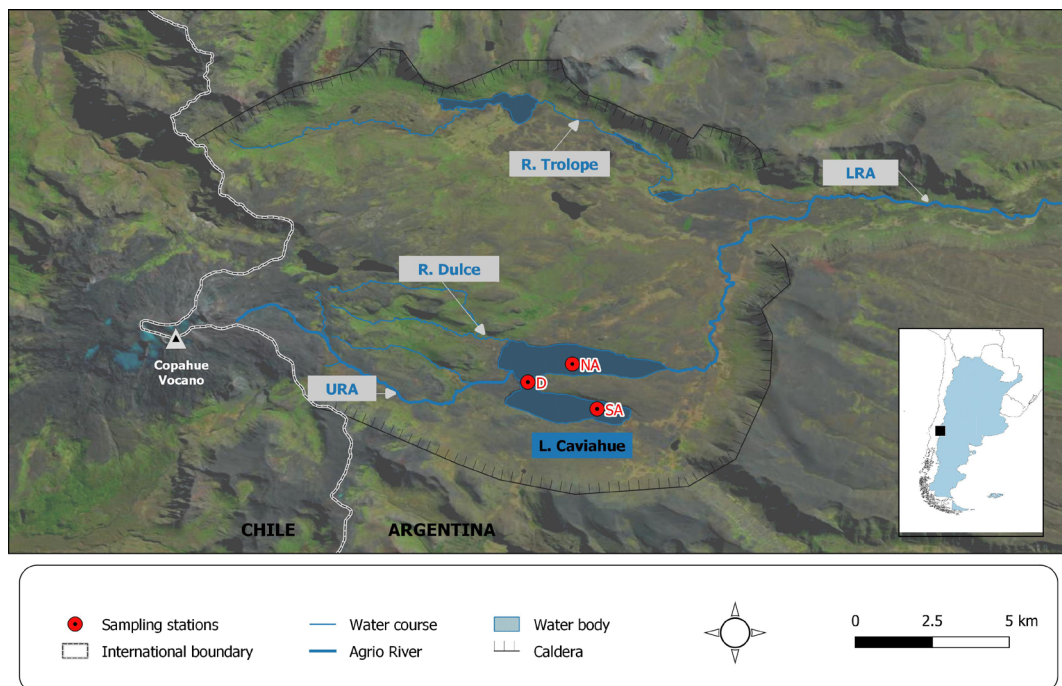 R. Trolope
LRA
R. Dulce
Copahue
Vocano
NA
D
URA
SA
L. Caviahue
CHILE
ARGENTINA
Sampling stations
Water course
Water body
0
2.5
5 km
International boundary
Agrio River
Caldera